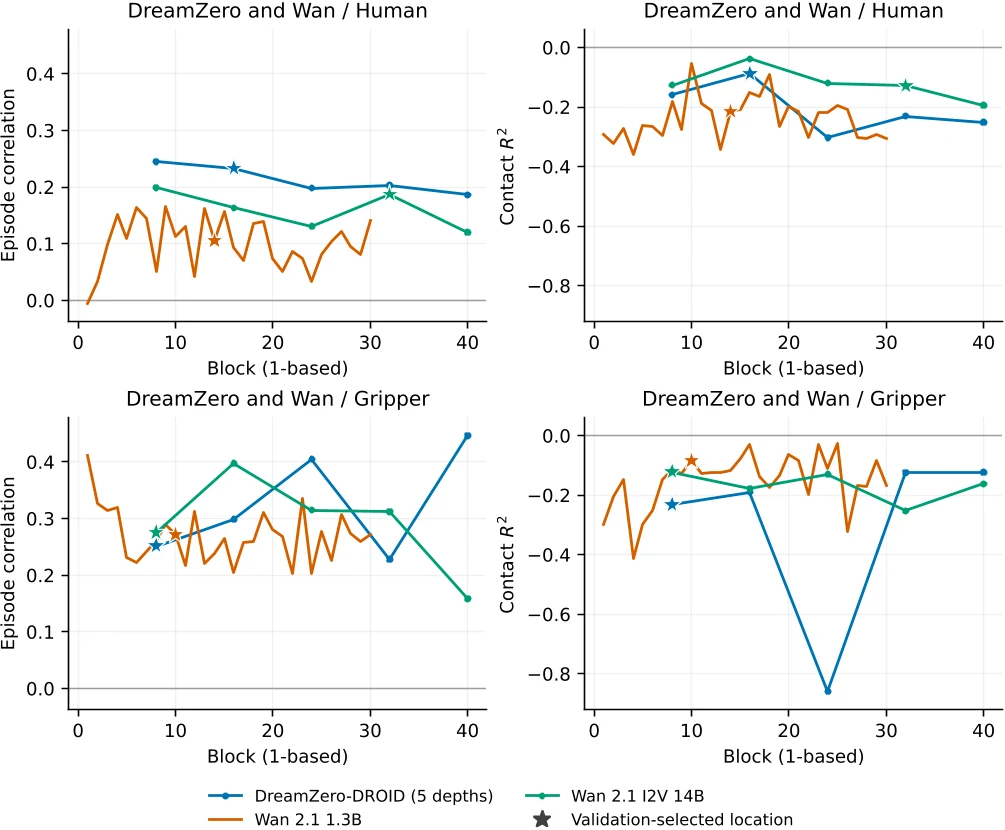 DreamZero and Wan / Human
Episode correlation
0.4
0.3
0.2
0.1
0.0
0 10 20 30 40
Block (1-based)
DreamZero and Wan / Human
Contact R²
0.0
−0.2
−0.4
−0.6
−0.8
0 10 20 30 40
Block (1-based)
DreamZero and Wan / Gripper
Episode correlation
0.4
0.3
0.2
0.1
0.0
0 10 20 30 40
Block (1-based)
DreamZero and Wan / Gripper
Contact R²
0.0
−0.2
−0.4
−0.6
−0.8
0 10 20 30 40
Block (1-based)
DreamZero-DROID (5 depths)
Wan 2.1 1.3B
Wan 2.1 I2V 14B
Validation-selected location